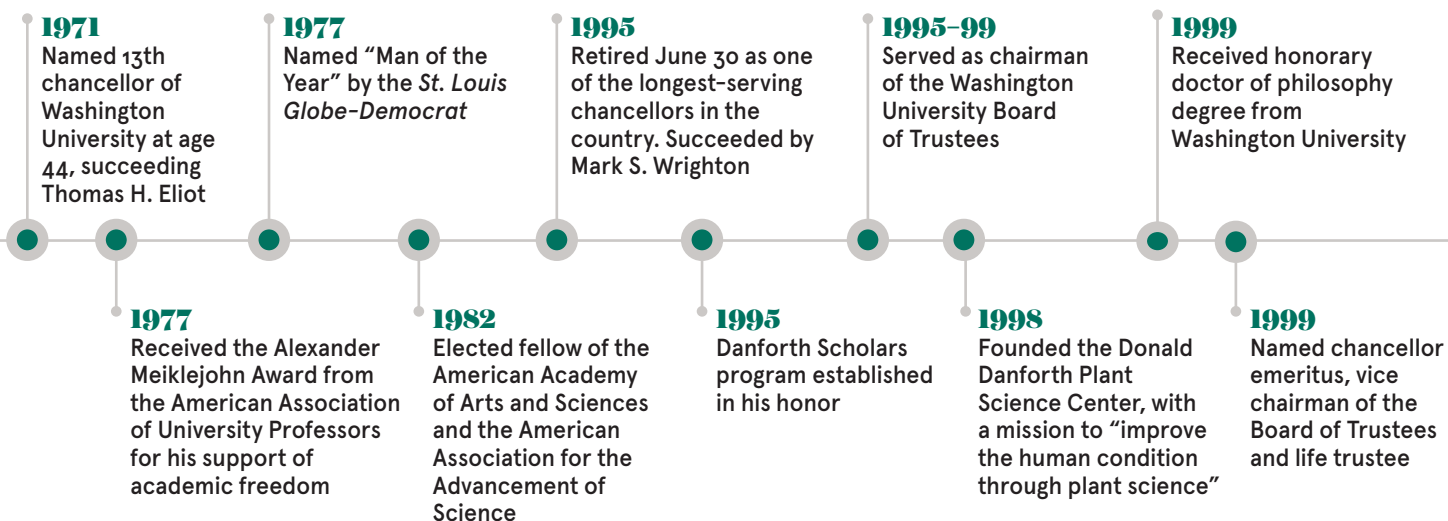 1971
Named 13th
chancellor of
Washington
University at age
44, succeeding
Thomas H. Eliot
1977
Received the Alexander
Meiklejohn Award from
the American Association
of University Professors
for his support of
academic freedom
1977
Named “Man of the
Year” by the St. Louis
Globe-Democrat
1982
Elected fellow of the
American Academy
of Arts and Sciences
and the American
Association for the
Advancement of
Science
1995
Retired June 30 as one
of the longest-serving
chancellors in the
country. Succeeded by
Mark S. Wrighton
1995
Danforth Scholars
program established
in his honor
1995–99
Served as chairman
of the Washington
University Board
of Trustees
1998
Founded the Donald
Danforth Plant
Science Center, with
a mission to “improve
the human condition
through plant science”
1999
Received honorary
doctor of philosophy
degree from
Washington University
1999
Named chancellor
emeritus, vice
chairman of the
Board of Trustees
and life trustee